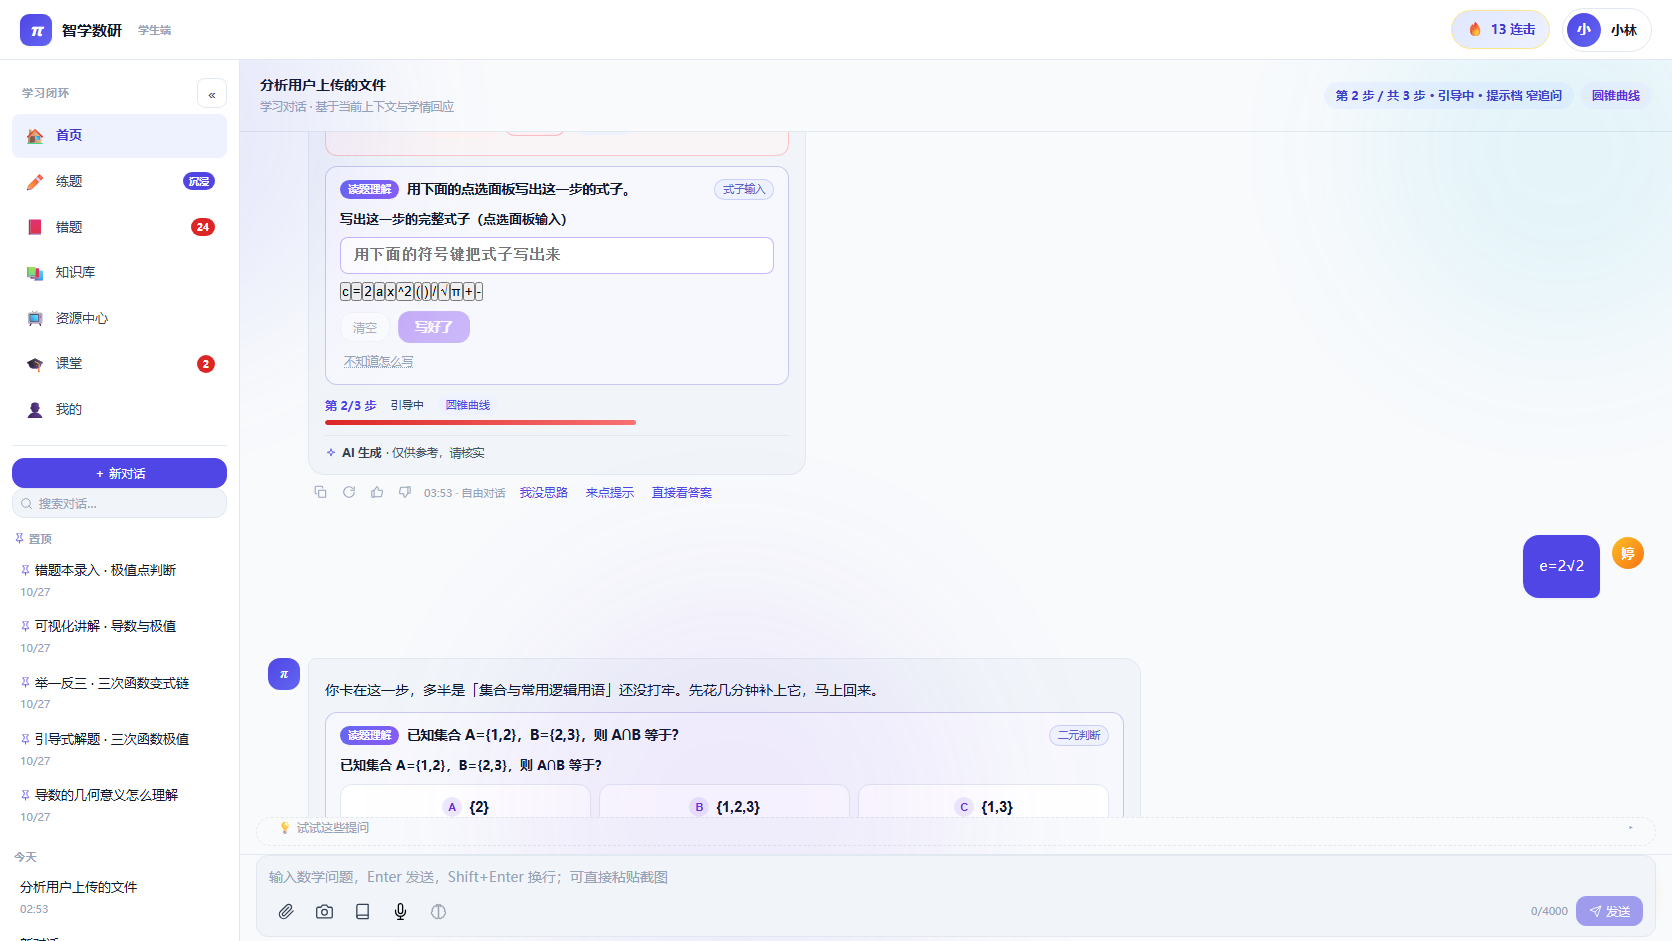 π 智学数研 学生端
13 连击 小 小林
学习闭环 «
首页
练题 沉浸
错题 24
知识库
资源中心
课堂 2
我的
+ 新对话
搜索对话...
置顶
错题本录入 · 极值点判断
10/27
可视化讲解 · 导数与极值
10/27
举一反三 · 三次函数变式链
10/27
引导式解题 · 三次函数极值
10/27
导数的几何意义怎么理解
10/27
今天
分析用户上传的文件
02:53
新对话
分析用户上传的文件
学习对话 · 基于当前上下文与学情回应
第 2 步 / 共 3 步 • 引导中 • 提示档 窄追问 圆锥曲线
读题理解 用下面的点选面板写出这一步的式子。 式子输入
写出这一步的完整式子（点选面板输入）
用下面的符号键把式子写出来
c = 2 a x ^2 ( ) / √ π + -
清空 写好了
不知道怎么写
第 2/3 步 引导中 圆锥曲线
AI 生成 · 仅供参考，请核实
03:53 · 自由对话 我没思路 来点提示 直接看答案
e=2√2 婷
π
你卡在这一步，多半是「集合与常用逻辑用语」还没打牢。先花几分钟补上它，马上回来。
读题理解 已知集合 A={1,2}，B={2,3}，则 A∩B 等于? 二元判断
已知集合 A={1,2}，B={2,3}，则 A∩B 等于?
A {2} B {1,2,3} C {1,3}
试试这些提问
输入数学问题，Enter 发送，Shift+Enter 换行；可直接粘贴截图
0/4000 发送